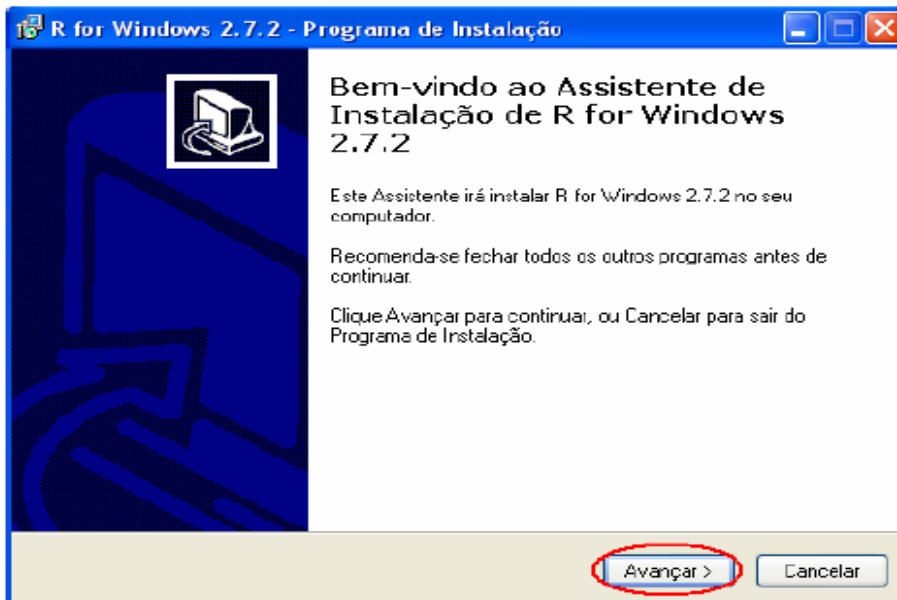 R for Windows 2.7.2 - Programa de Instalação
Bem-vindo ao Assistente de
Instalação de R for Windows
2.7.2
Este Assistente irá instalar R for Windows 2.7.2 no seu
computador.
Recomenda-se fechar todos os outros programas antes de
continuar.
Clique Avançar para continuar, ou Cancelar para sair do
Programa de Instalação.
Avançar >
Cancelar